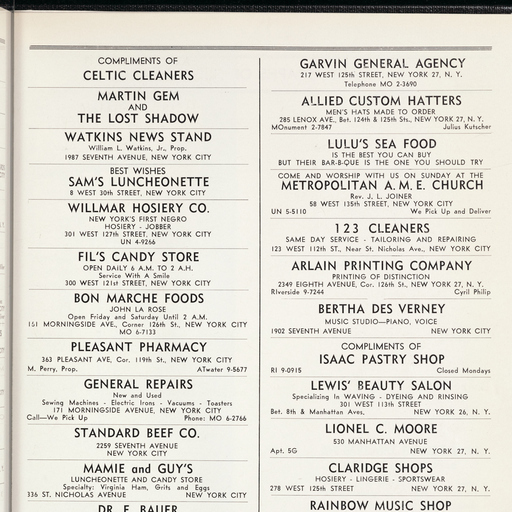 COMPLIMENTS OF
CELTIC CLEANERS
MARTIN GEM
AND
THE LOST SHADOW
WATKINS NEWS STAND
William L. Watkins, Jr., Prop.
1987 SEVENTH AVENUE, NEW YORK CITY
BEST WISHES
SAM'S LUNCHEONETTE
8 WEST 30th STREET, NEW YORK CITY
WILLMAR HOSIERY CO.
NEW YORK'S FIRST NEGRO
HOSIERY - JOBBER
301 WEST 127th STREET, NEW YORK CITY
UN 4-9266
FIL'S CANDY STORE
OPEN DAILY 6 A.M. TO 2 A.H.
Service With A Smile
300 WEST 121st STREET, NEW YORK CITY
BON MARCHE FOODS
JOHN LA ROSE
Open Friday and Saturday Until 2 A.M.
151 MORNINGSIDE AVE., Corner 126th St., NEW YORK CITY
MO 6-7133
PLEASANT PHARMACY
363 PLEASANT AVE, Cor. 119th St., NEW YORK CITY
M. Perry, Prop. ATwater 9-5677
GENERAL REPAIRS
New and Used
Sewing Machines - Electric Irons - Vacuums - Toasters
171 MORNINGSIDE AVENUE, NEW YORK CITY
Call—We Pick Up Phone: MO 6-2766
STANDARD BEEF CO.
2259 SEVENTH AVENUE
NEW YORK CITY
MAMIE and GUY'S
LUNCHEONETTE AND CANDY STORE
Specialty: Virginia Ham, Grits and Eggs
336 ST. NICHOLAS AVENUE NEW YORK CITY
DR. E. BAUER
GARVIN GENERAL AGENCY
217 WEST 125th STREET, NEW YORK 27, N. Y.
Telephone MO 2-3690
ALLIED CUSTOM HATTERS
MEN'S HATS MADE TO ORDER
285 LENOX AVE., Bet. 124th & 125th Sts., NEW YORK 27, N. Y.
MOnument 2-7847 Julius Kutscher
LULU'S SEA FOOD
IS THE BEST YOU CAN BUY
BUT THEIR BAR-B-QUE IS THE ONE YOU SHOULD TRY
COME AND WORSHIP WITH US ON SUNDAY AT THE
METROPOLITAN A. M. E. CHURCH
Rev. J. L. JOINER
58 WEST 135th STREET, NEW YORK CITY
UN 5-5110 We Pick Up and Deliver
123 CLEANERS
SAME DAY SERVICE - TAILORING AND REPAIRING
123 WEST 112th ST., Near St. Nicholas Ave., NEW YORK CITY
ARLAIN PRINTING COMPANY
PRINTING OF DISTINCTION
2349 EIGHTH AVENUE, Cor. 126th St., NEW YORK 27, N. Y.
RIverside 9-7244 Cyril Philip
BERTHA DES VERNEY
MUSIC STUDIO—PIANO, VOICE
1902 SEVENTH AVENUE NEW YORK CITY
COMPLIMENTS OF
ISAAC PASTRY SHOP
RI 9-0915 Closed Mondays
LEWIS' BEAUTY SALON
Specializing In WAVING - DYEING AND RINSING
301 WEST 113th STREET
Bet. 8th & Manhattan Aves. NEW YORK 26, N. Y.
LIONEL C. MOORE
530 MANHATTAN AVENUE
Apt. 5G NEW YORK 27, N. Y.
CLARIDGE SHOPS
HOSIERY - LINGERIE - SPORTSWEAR
278 WEST 125th STREET NEW YORK 27, N. Y.
RAINBOW MUSIC SHOP